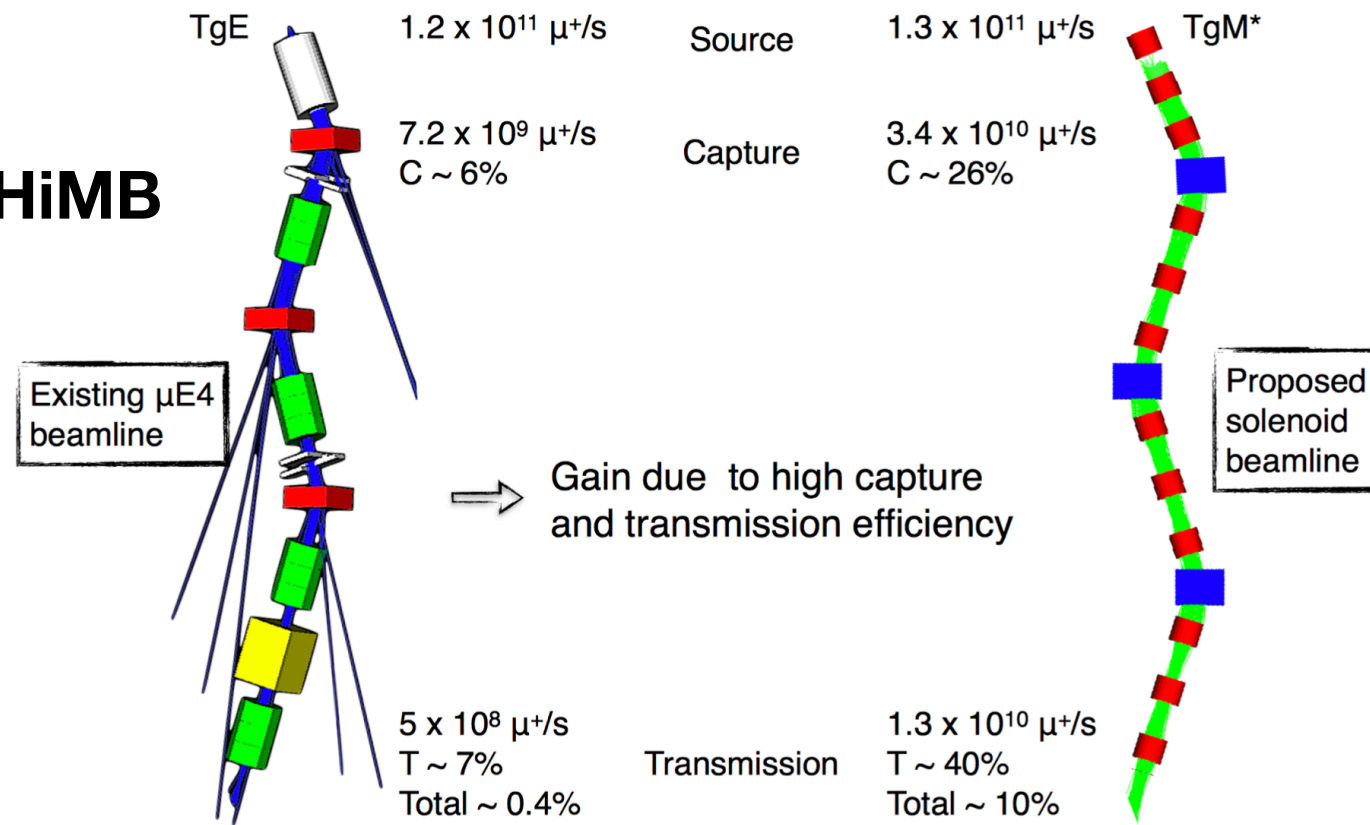 TgE
1.2 x 10¹¹ μ⁺/s
Source
1.3 x 10¹¹ μ⁺/s
TgM*
7.2 x 10⁹ μ⁺/s
C ~ 6%
Capture
3.4 x 10¹⁰ μ⁺/s
C ~ 26%
HiMB
Existing μE4
beamline
Proposed
solenoid
beamline
Gain due to high capture
and transmission efficiency
5 x 10⁸ μ⁺/s
T ~ 7%
Total ~ 0.4%
Transmission
1.3 x 10¹⁰ μ⁺/s
T ~ 40%
Total ~ 10%